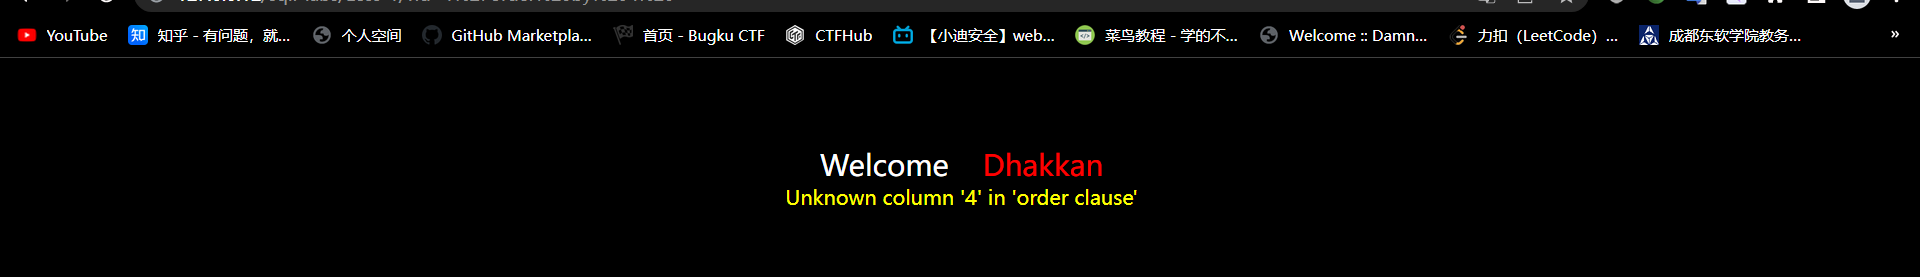 YouTube 知乎 - 有问题，就... 个人空间 GitHub Marketpla... 首页 - Bugku CTF CTFHub 【小迪安全】web... 菜鸟教程 - 学的不... Welcome :: Damn... 力扣（LeetCode）... 成都东软学院教务... »
Welcome Dhakkan
Unknown column '4' in 'order clause'